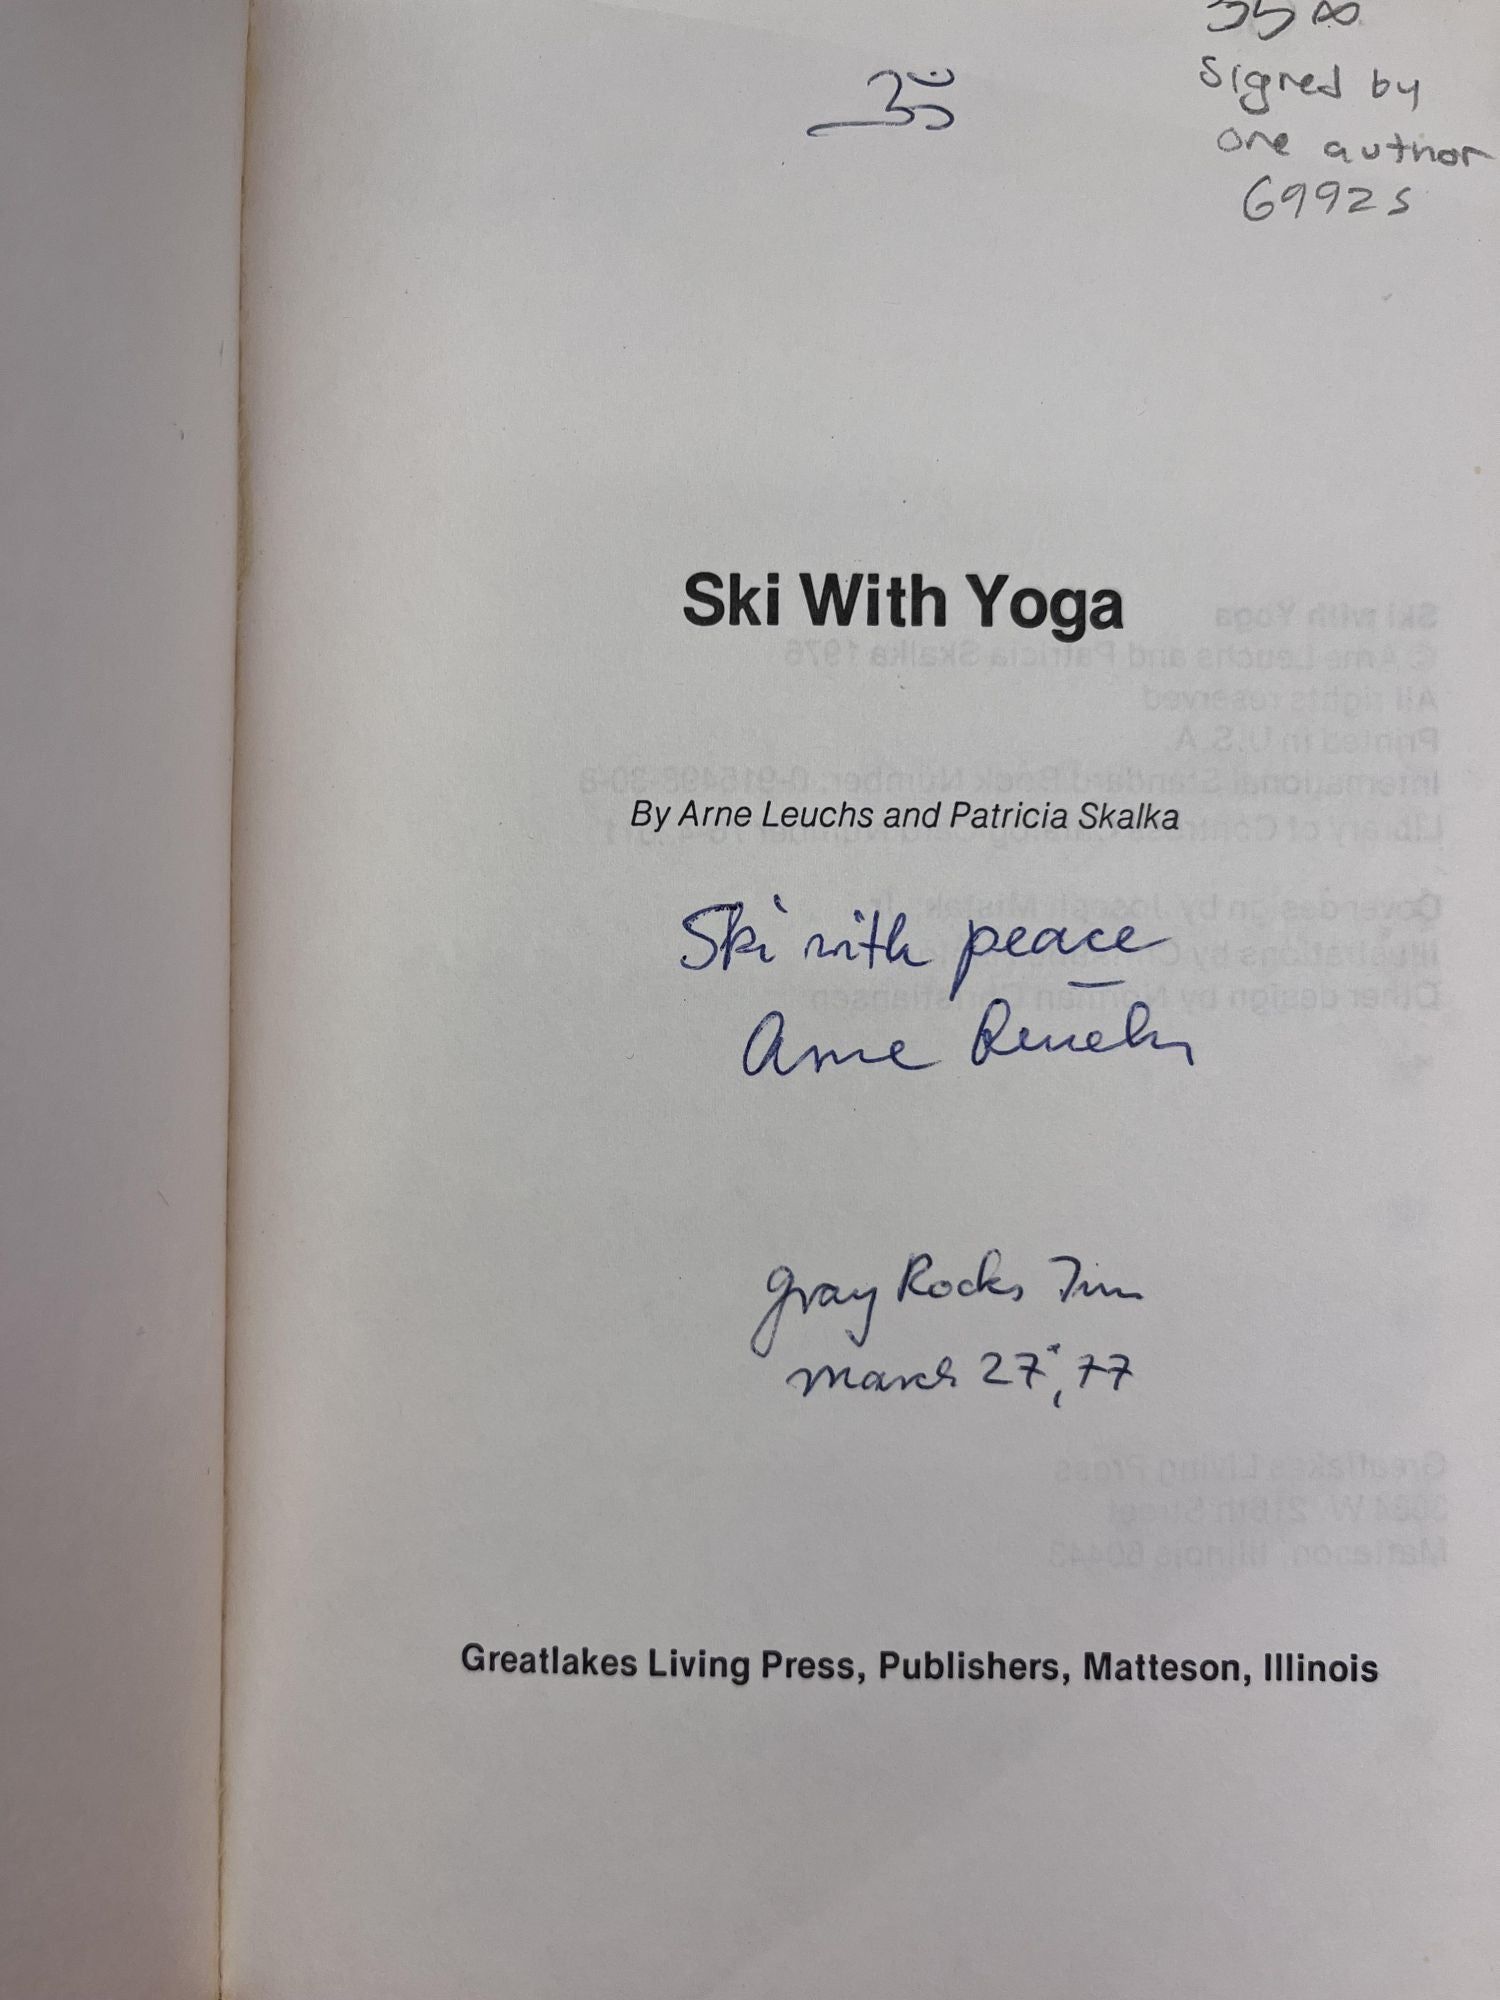 ॐ
35 00
signed by
one author
69925
Ski With Yoga
By Arne Leuchs and Patricia Skalka
Ski with peace
Arne Leuchs
Gray Rocks Inn
March 27, 77
Greatlakes Living Press, Publishers, Matteson, Illinois